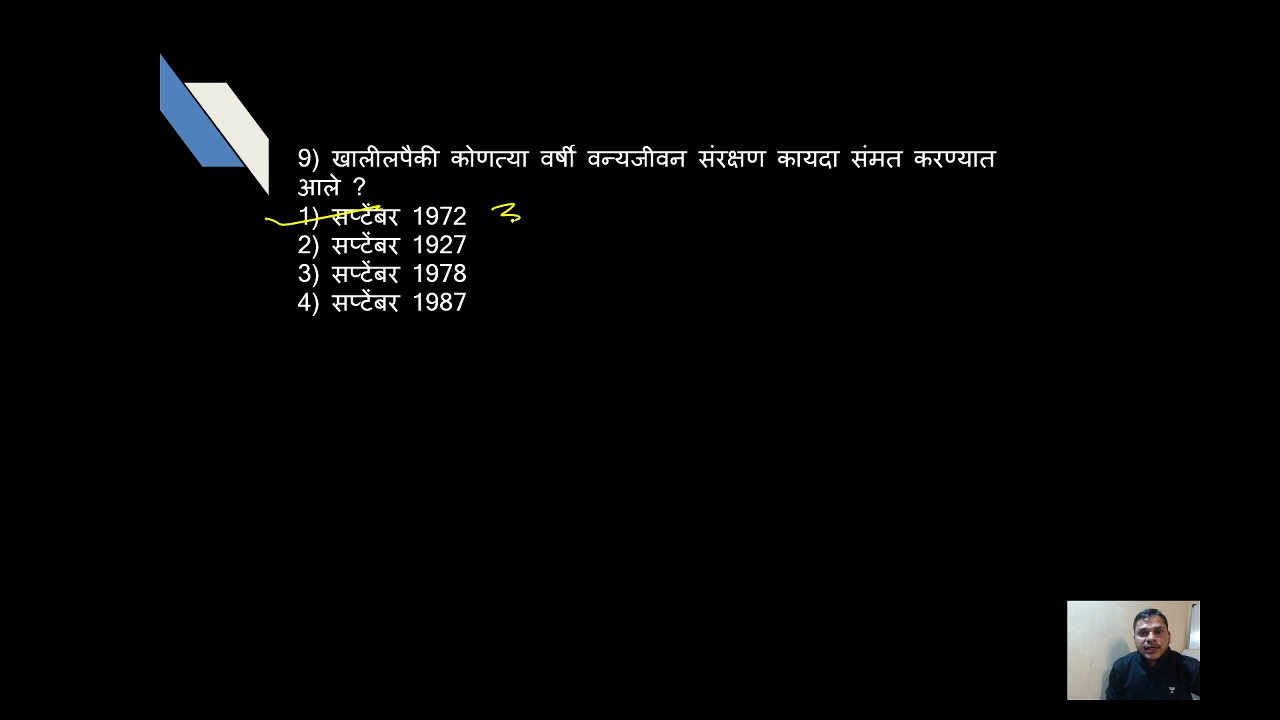 9) खालीलपैकी कोणत्या वर्षी वन्यजीवन संरक्षण कायदा संमत करण्यात
आले ?
1) सप्टेंबर 1972
2) सप्टेंबर 1927
3) सप्टेंबर 1978
4) सप्टेंबर 1987